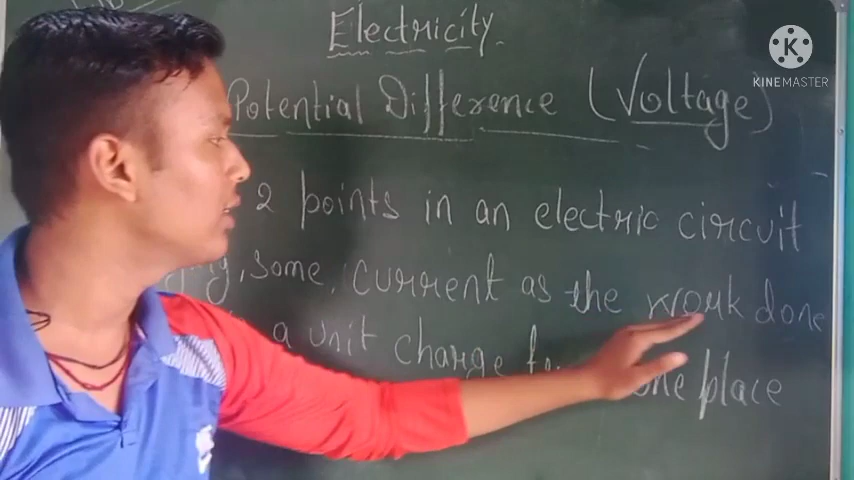 Electricity.
KINEMASTER
Potential Difference (Voltage)
2 points in an electric circuit
some current as the work done
a unit charge place